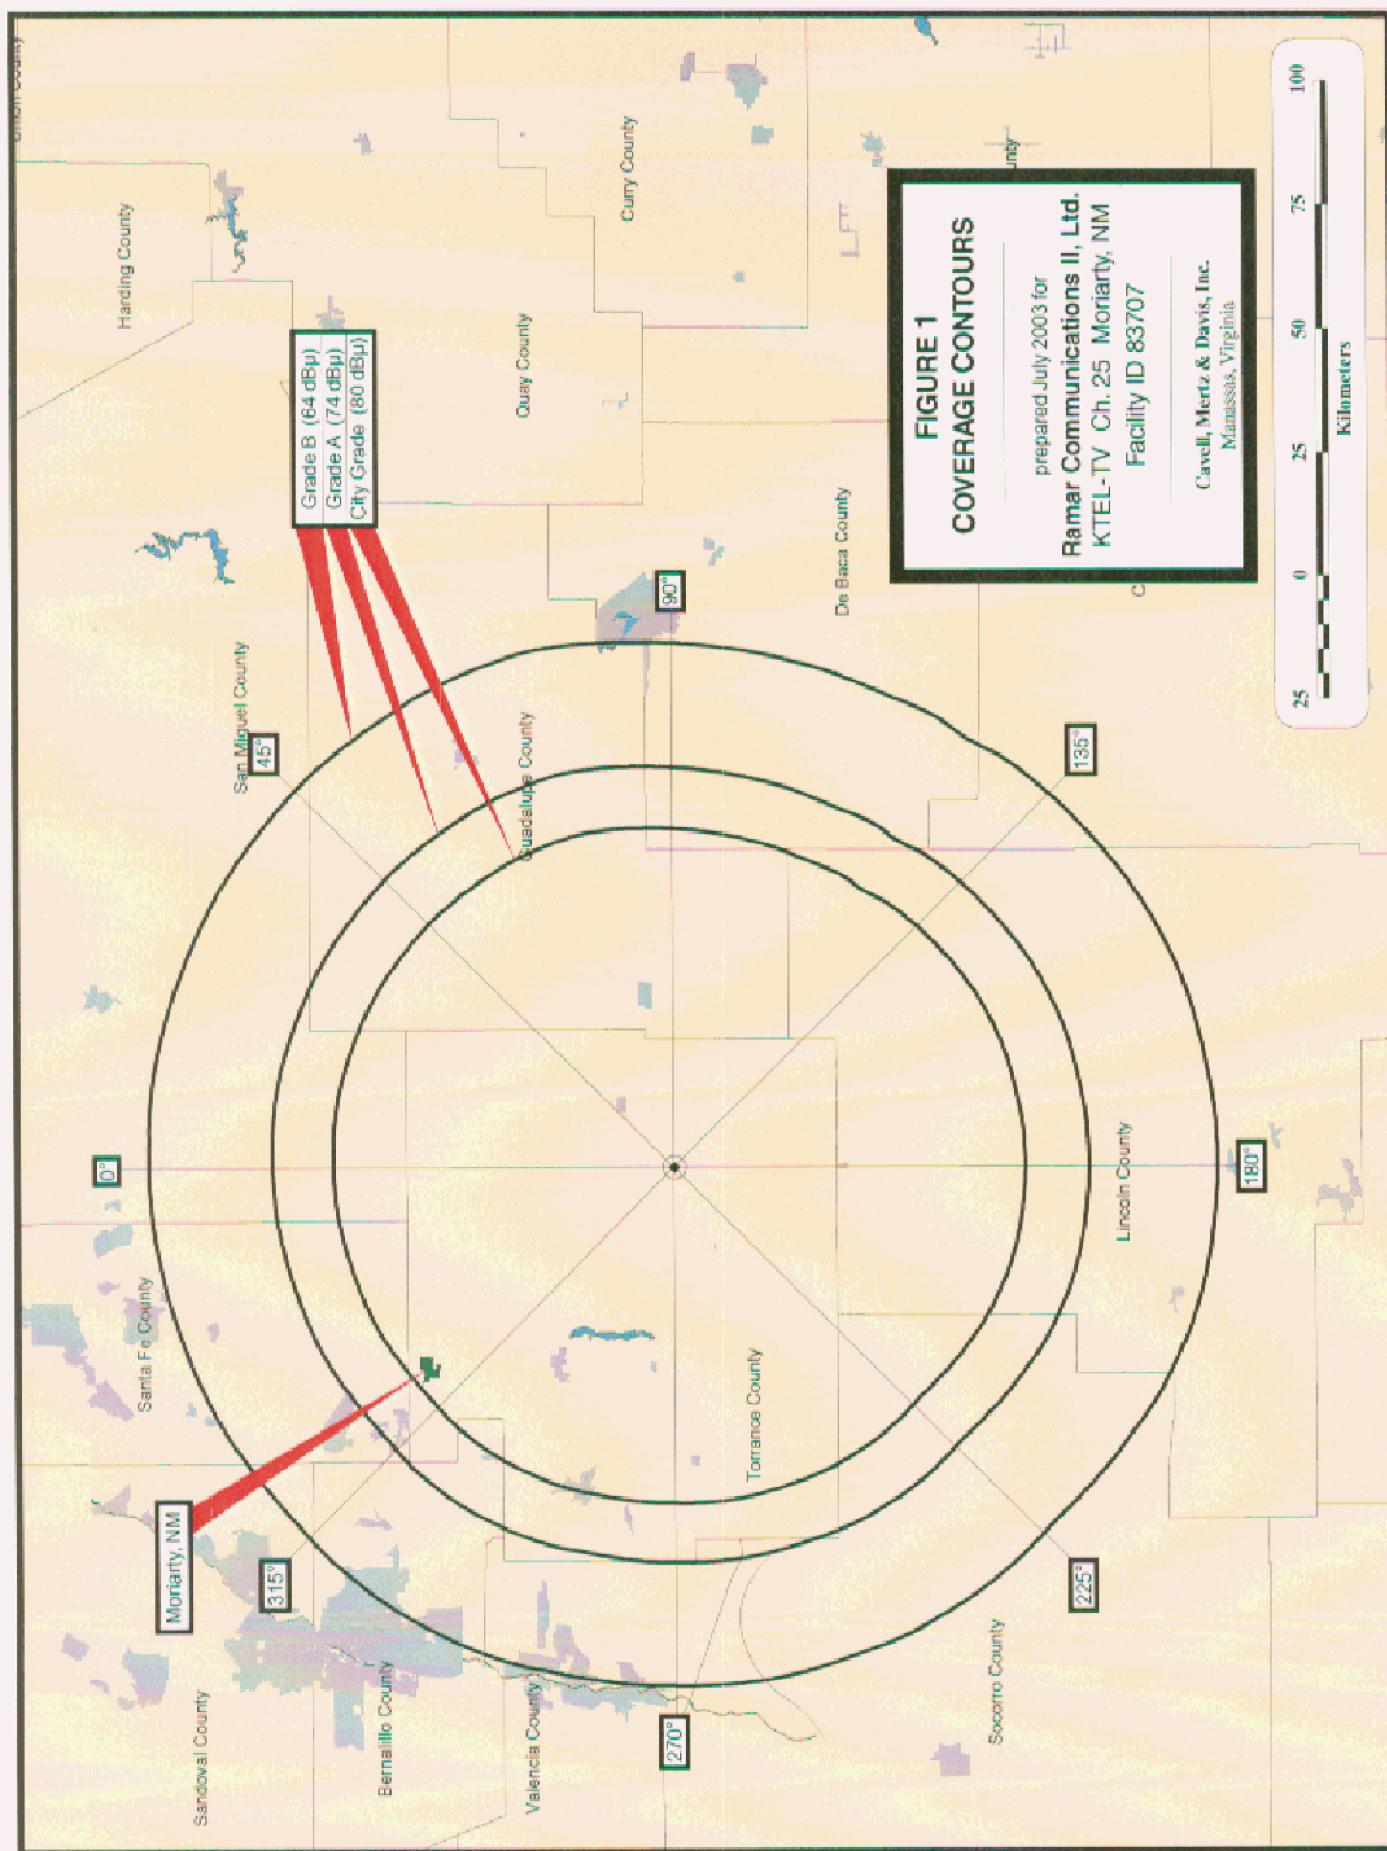 Harding County
Curry County
Quay County
Grade B (64 dBµ)
Grade A (74 dBµ)
City Grade (80 dBµ)
San Miguel County
Guadalupe County
De Baca County
0°
45°
90°
135°
180°
225°
270°
315°
Santa Fe County
Moriarty, NM
Sandoval County
Bernalillo County
Valencia County
Torrance County
Socorro County
Lincoln County
C
unty
FIGURE 1
COVERAGE CONTOURS
prepared July 2003 for
Ramar Communications II, Ltd.
KTEL-TV Ch. 25 Moriarty, NM
Facility ID 83707
Cavell, Mertz & Davis, Inc.
Manassas, Virginia
25 0 25 50 75 100
Kilometers